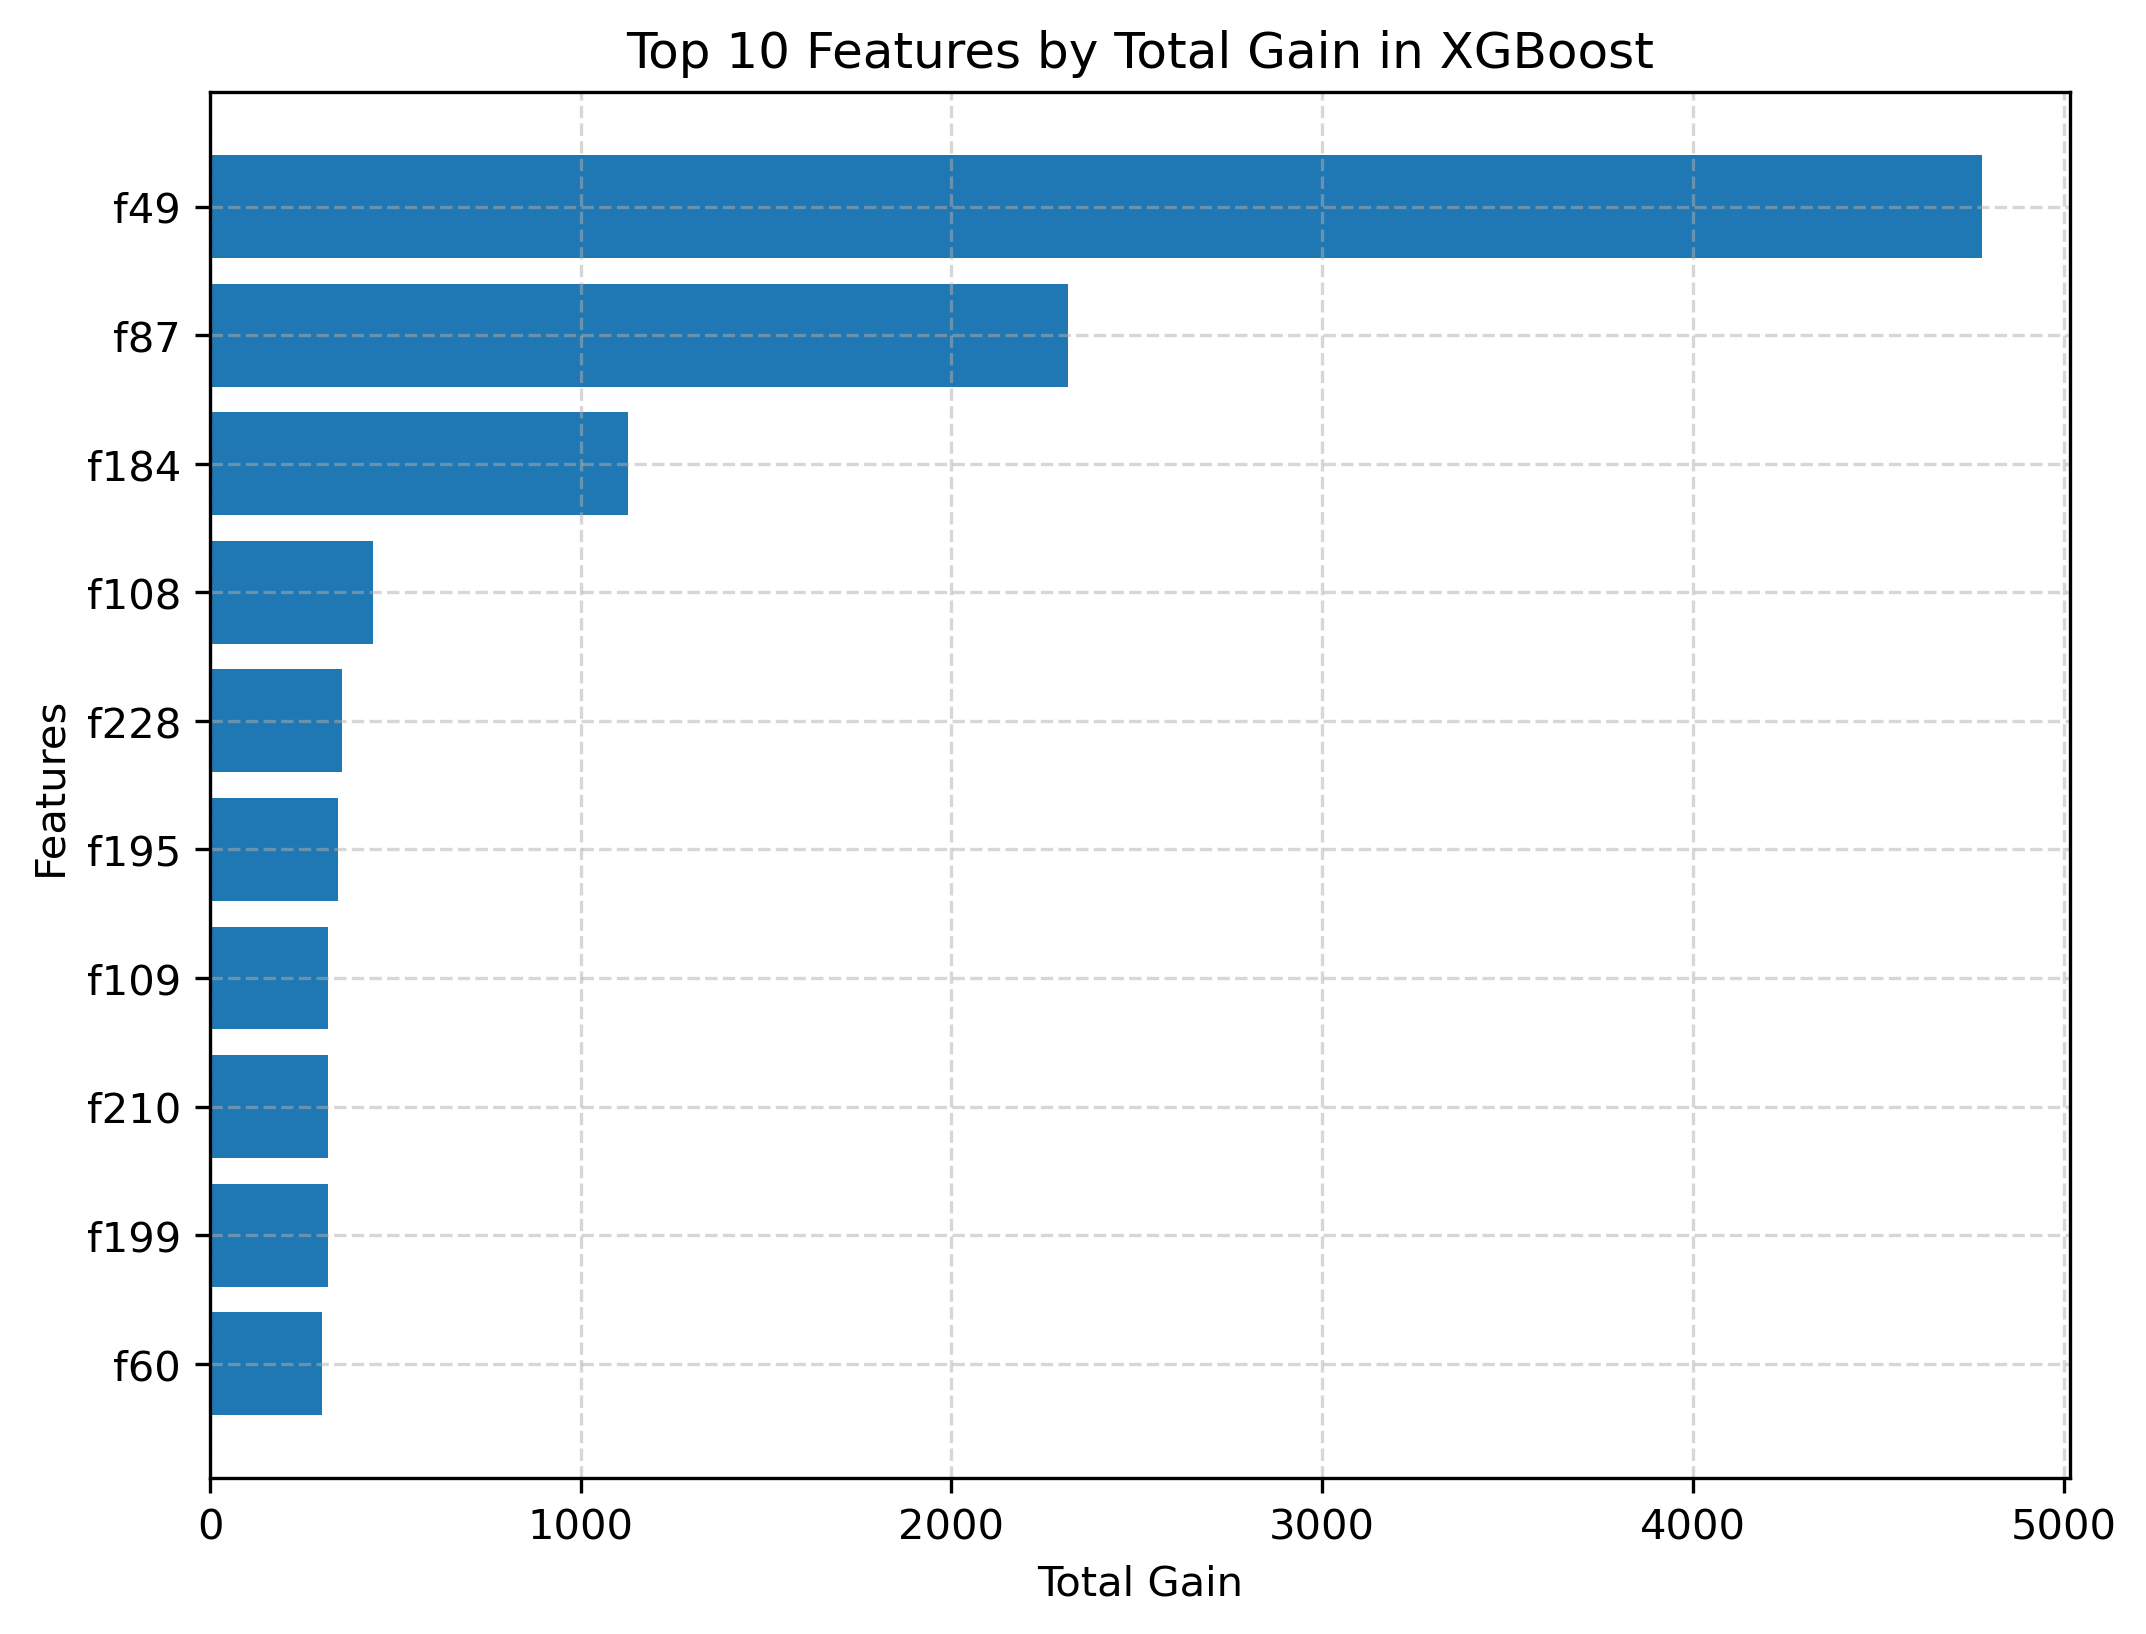 Top 10 Features by Total Gain in XGBoost
f49
f87
f184
f108
f228
f195
f109
f210
f199
f60
Features
0 1000 2000 3000 4000 5000
Total Gain